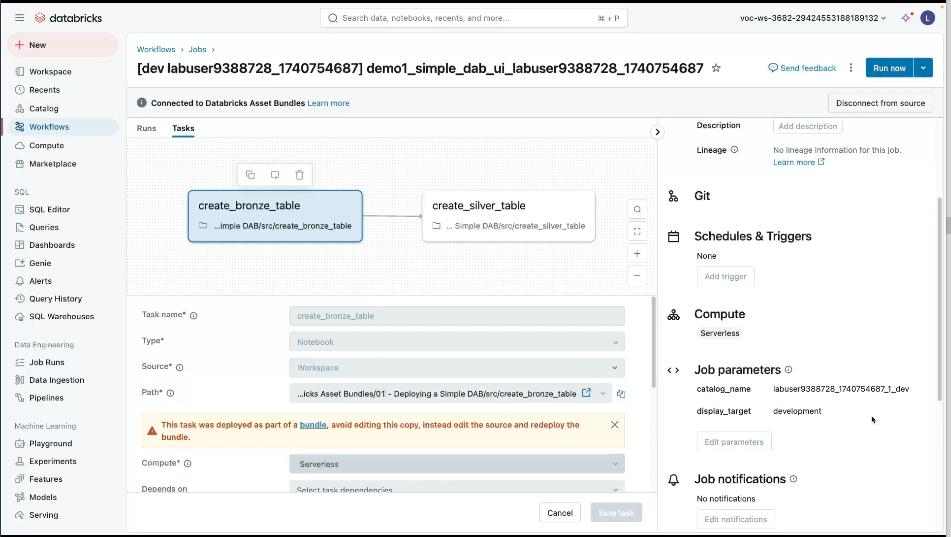 databricks
Search data, notebooks, recents, and more...
⌘ + P
voc-ws-3682-29424553188189132
L
New
Workspace
Recents
Catalog
Workflows
Compute
Marketplace
SQL
SQL Editor
Queries
Dashboards
Genie
Alerts
Query History
SQL Warehouses
Data Engineering
Job Runs
Data Ingestion
Pipelines
Machine Learning
Playground
Experiments
Features
Models
Serving
Workflows › Jobs ›
[dev labuser9388728_1740754687] demo1_simple_dab_ui_labuser9388728_1740754687
Send feedback
Run now
Connected to Databricks Asset Bundles Learn more
Disconnect from source
Runs Tasks
create_bronze_table
...imple DAB/src/create_bronze_table
create_silver_table
... Simple DAB/src/create_silver_table
Task name*
create_bronze_table
Type*
Notebook
Source*
Workspace
Path*
...icks Asset Bundles/01 - Deploying a Simple DAB/src/create_bronze_table
This task was deployed as part of a bundle, avoid editing this copy, instead edit the source and redeploy the
bundle.
Compute*
Serverless
Depends on
Select task dependencies
Cancel
Save task
Description
Add description
Lineage
No lineage information for this job.
Learn more
Git
Schedules & Triggers
None
Add trigger
Compute
Serverless
Job parameters
catalog_name labuser9388728_1740754687_1_dev
display_target development
Edit parameters
Job notifications
No notifications
Edit notifications